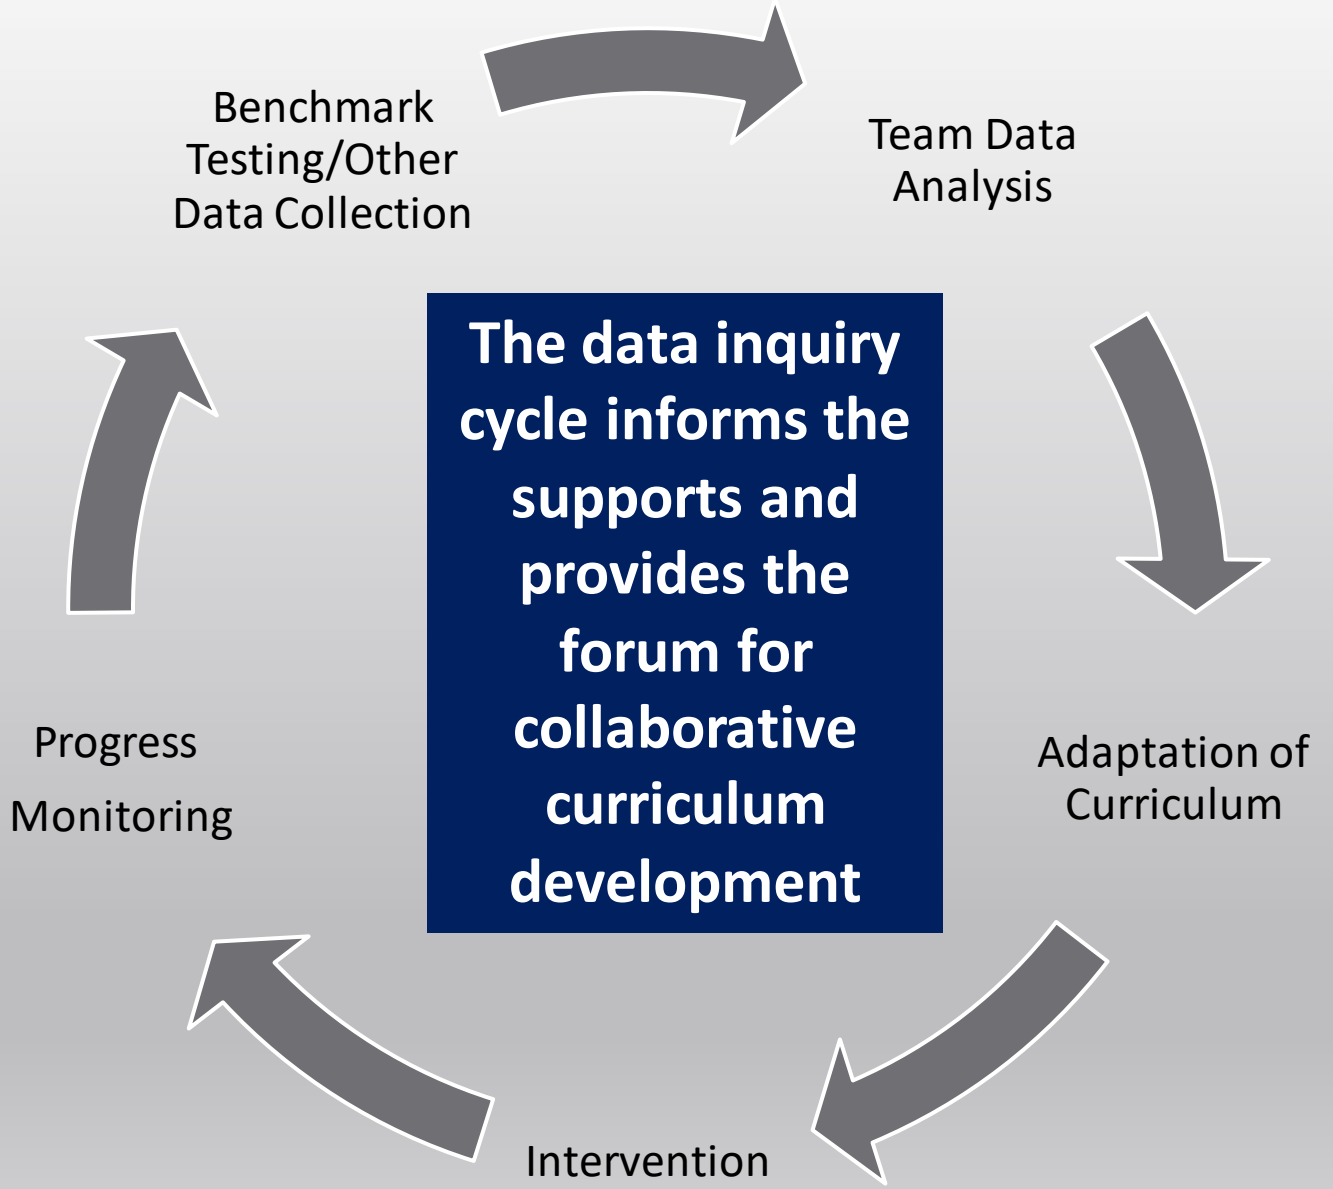 Benchmark
Testing/Other
Data Collection
Team Data
Analysis
The data inquiry
cycle informs the
supports and
provides the
forum for
collaborative
curriculum
development
Adaptation of
Curriculum
Intervention
Progress
Monitoring